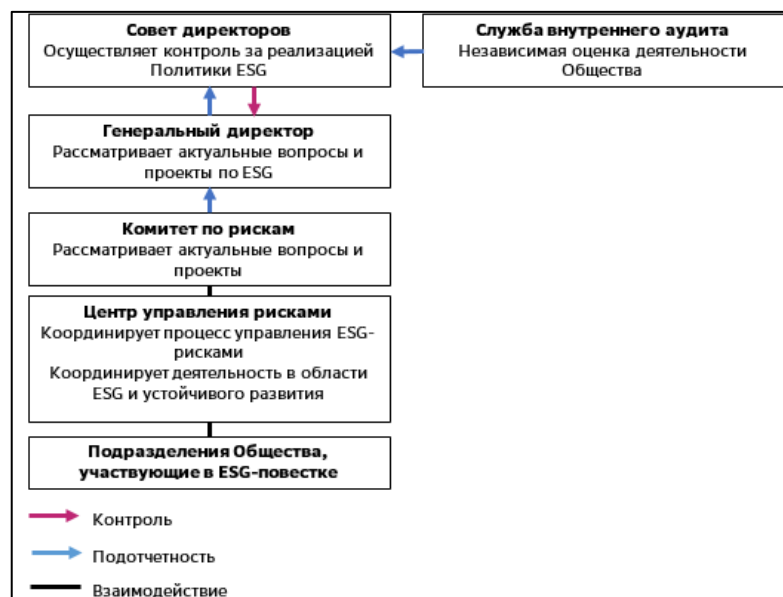 Совет директоров
Осуществляет контроль за реализацией
Политики ESG
Служба внутреннего аудита
Независимая оценка деятельности
Общества
Генеральный директор
Рассматривает актуальные вопросы и
проекты по ESG
Комитет по рискам
Рассматривает актуальные вопросы и
проекты
Центр управления рисками
Координирует процесс управления ESG-
рисками
Координирует деятельность в области
ESG и устойчивого развития
Подразделения Общества,
участвующие в ESG-повестке
Контроль
Подотчетность
Взаимодействие